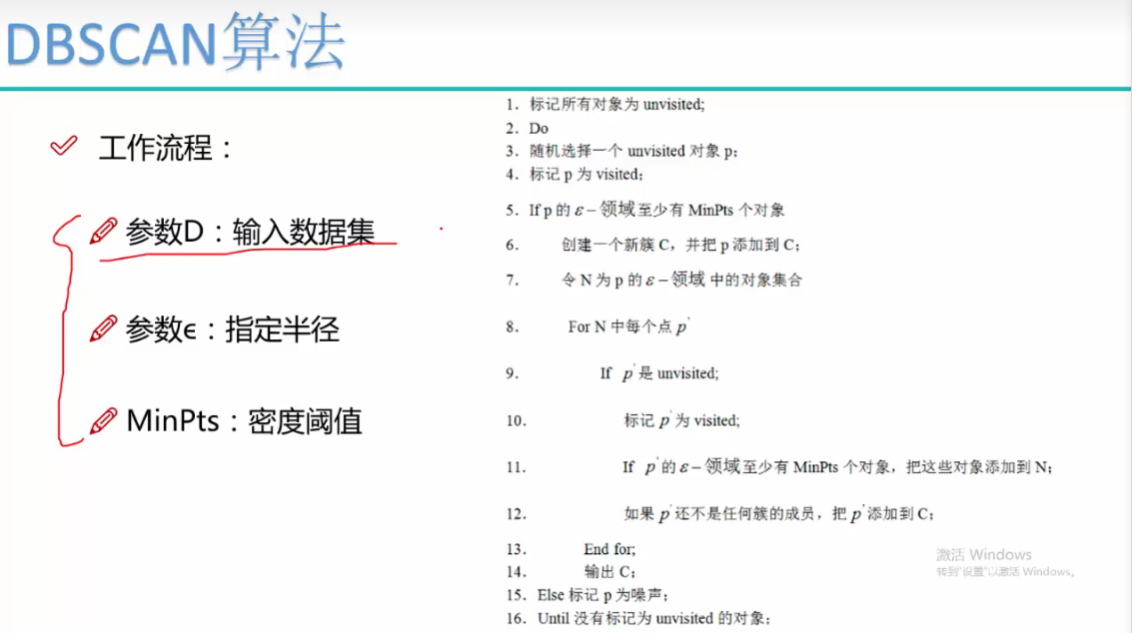 DBSCAN算法
工作流程：
参数D：输入数据集
参数ϵ：指定半径
MinPts：密度阈值
1. 标记所有对象为 unvisited;
2. Do
3. 随机选择一个 unvisited 对象 p;
4. 标记 p 为 visited;
5. If p 的 ε－领域至少有 MinPts 个对象
6. 创建一个新簇 C，并把 p 添加到 C;
7. 令 N 为 p 的 ε－领域 中的对象集合
8. For N 中每个点 p'
9. If p' 是 unvisited;
10. 标记 p' 为 visited;
11. If p' 的 ε－领域至少有 MinPts 个对象，把这些对象添加到 N;
12. 如果 p' 还不是任何簇的成员，把 p' 添加到 C;
13. End for;
14. 输出 C;
15. Else 标记 p 为噪声;
16. Until 没有标记为 unvisited 的对象;
激活 Windows
转到"设置"以激活 Windows。